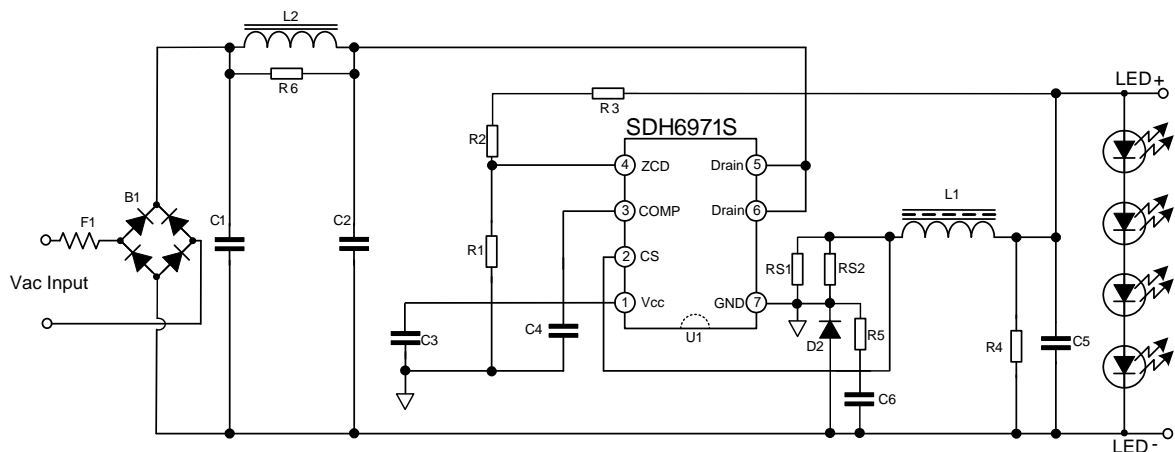 L2
R6
LED+
R3
SDH6971S
R2
4 ZCD Drain 5
B1
F1
C1
C2
3 COMP Drain 6
L1
R1
2 CS
RS1
RS2
Vac Input
1 Vcc GND 7
C3
C4
U1
D2
R5
R4
C5
C6
LED-